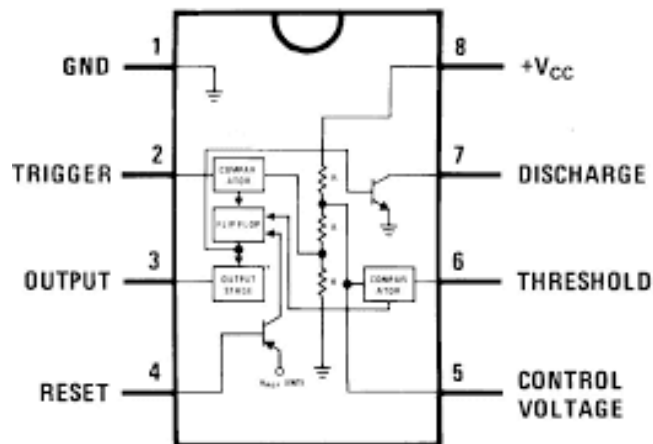 1
GND
8
+VCC
2
TRIGGER
COMPAR
ATOR
R
7
DISCHARGE
FLIP FLOP
R
3
OUTPUT
OUTPUT
STAGE
R
COMPAR
ATOR
6
THRESHOLD
4
RESET
5
CONTROL
VOLTAGE